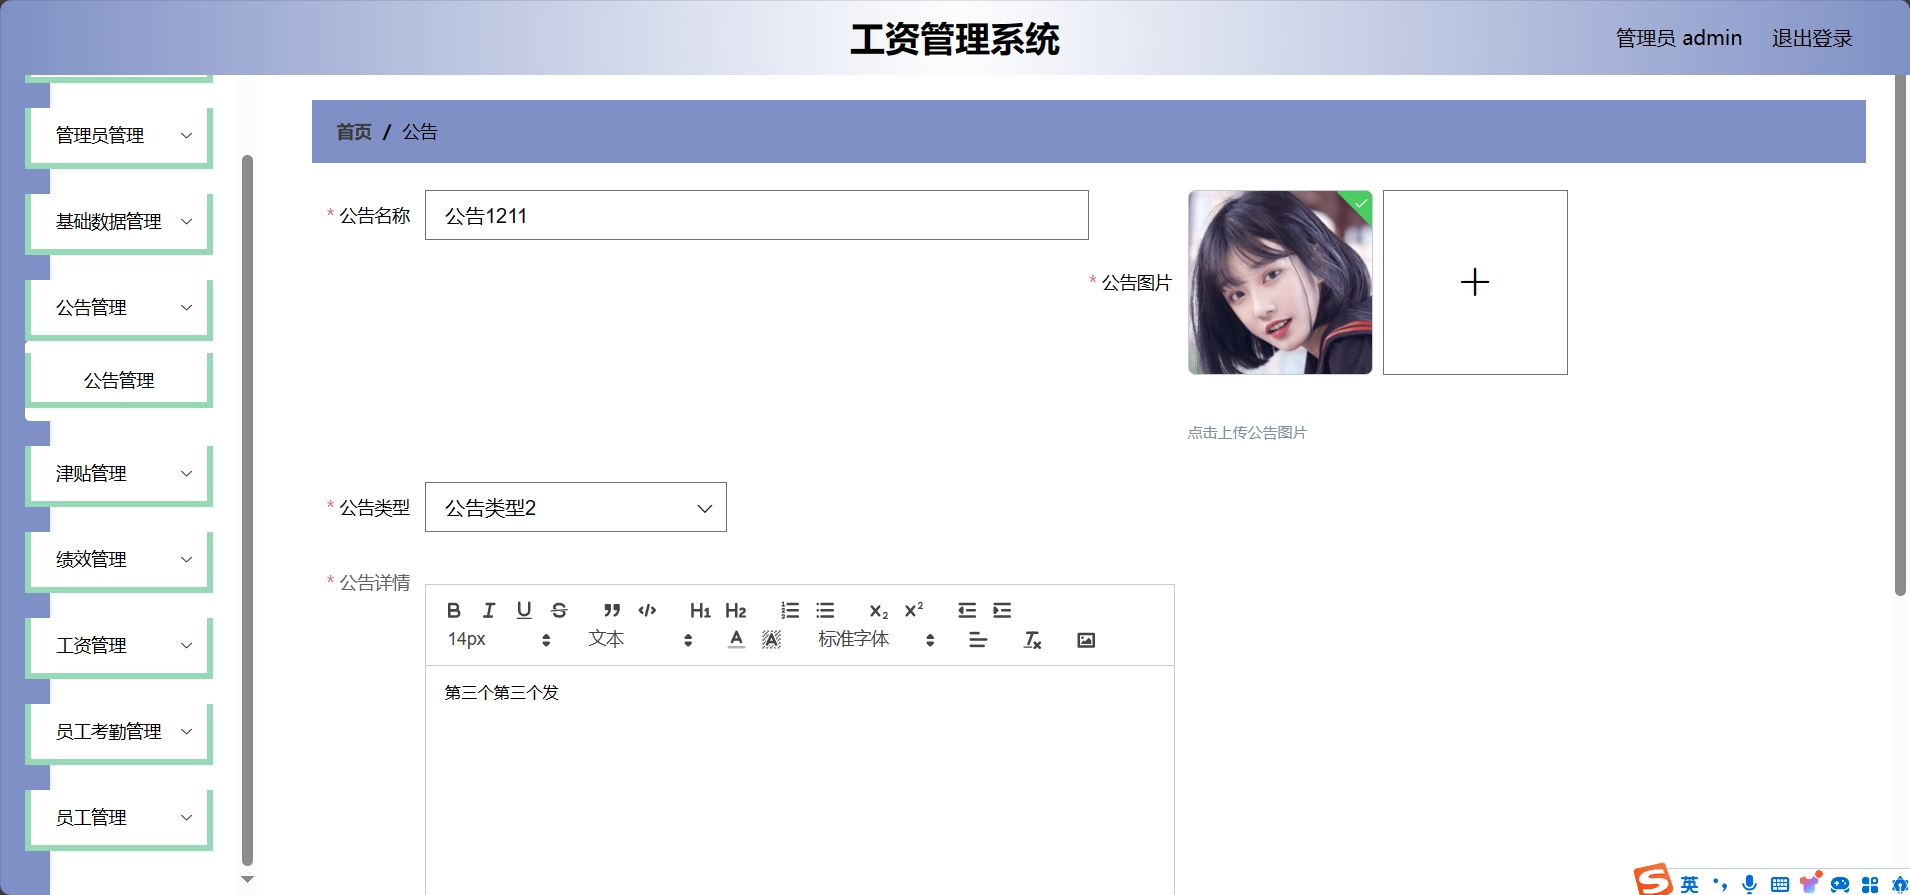 工资管理系统
管理员 admin
退出登录
管理员管理
基础数据管理
公告管理
公告管理
津贴管理
绩效管理
工资管理
员工考勤管理
员工管理
首页 / 公告
* 公告名称
公告1211
* 公告图片
点击上传公告图片
* 公告类型
公告类型2
* 公告详情
B I U S ” </> H1 H2 X₂ X²
14px 文本 A A 标准字体 Tx
第三个第三个发
S 英